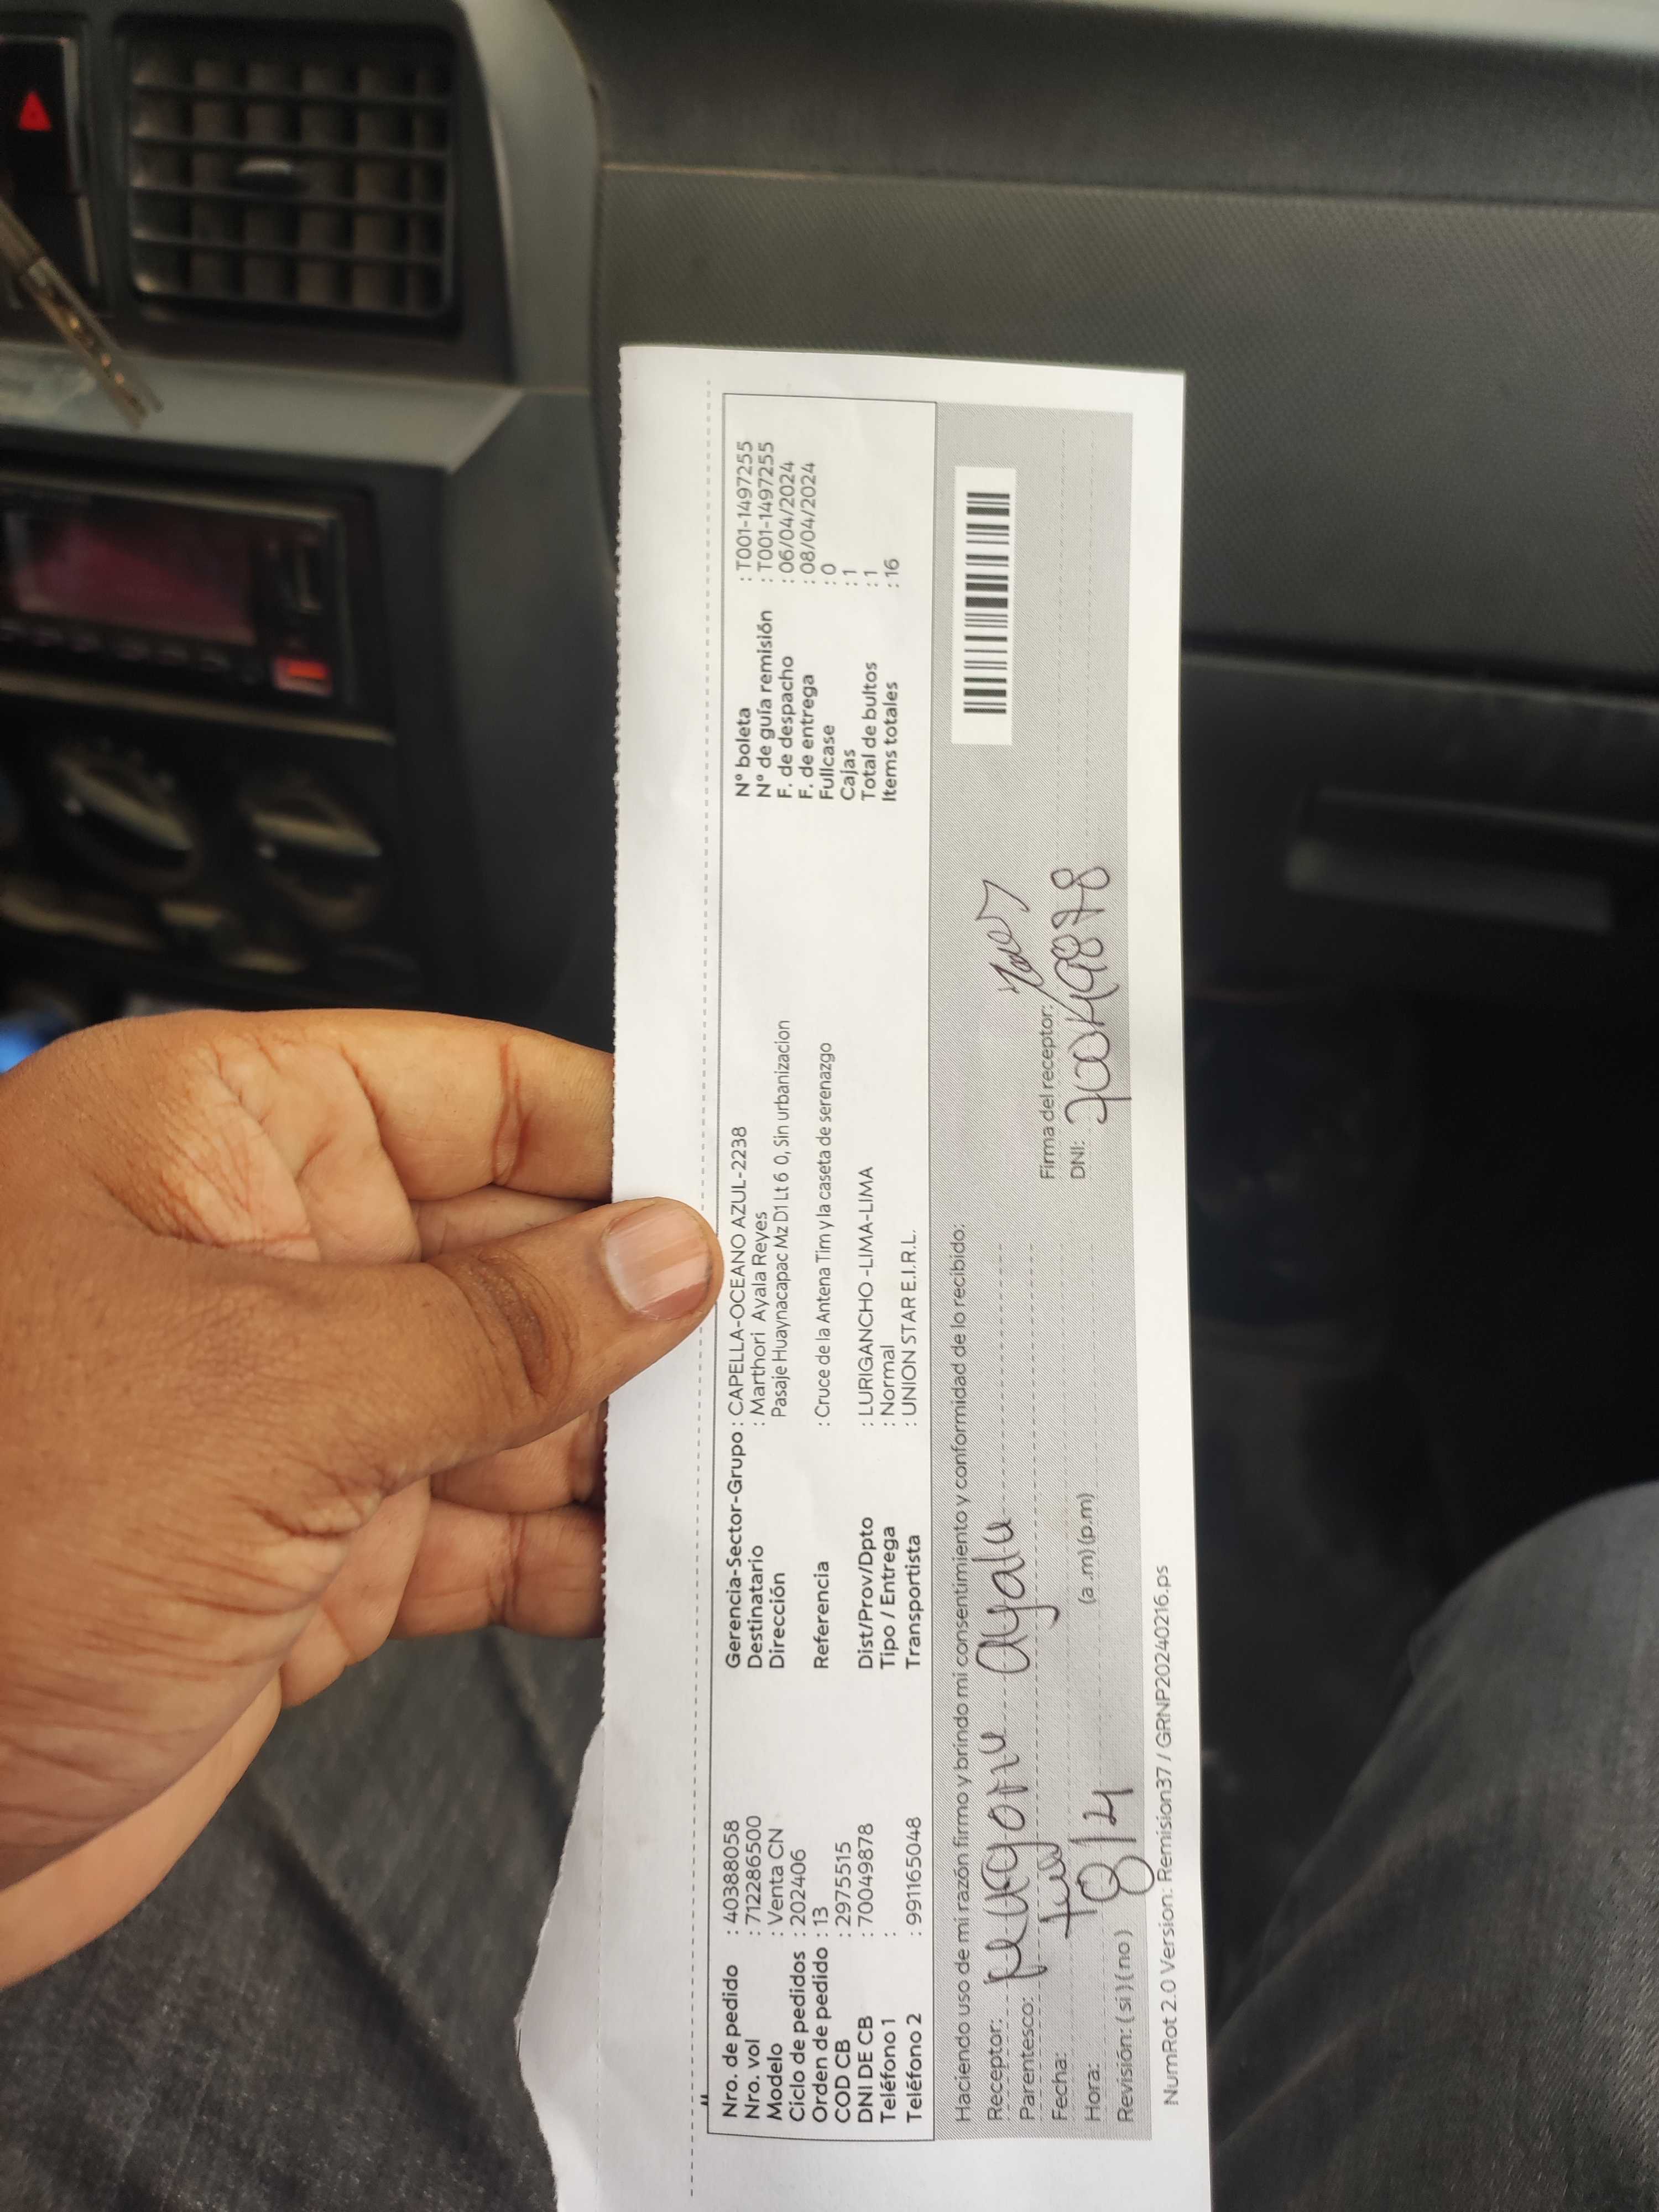 Nro. de pedido : 40388058
Nro. vol : 712286500
Modelo : Venta CN
Ciclo de pedidos : 202406
Orden de pedido : 13
COD CB : 2975515
DNI DE CB : 70049878
Teléfono 1 :
Teléfono 2 : 991165048
Gerencia-Sector-Grupo : CAPELLA-OCEANO AZUL-2238
Destinatario : Marthori Ayala Reyes
Dirección Pasaje Huaynacapac Mz D1 Lt 6 0, Sin urbanizacion
Referencia : Cruce de la Antena Tim y la caseta de serenazgo
Dist/Prov/Dpto : LURIGANCHO -LIMA-LIMA
Tipo / Entrega : Normal
Transportista : UNION STAR E.I.R.L.
N° boleta : T001-1497255
N° de guía remisión : T001-1497255
F. de despacho : 06/04/2024
F. de entrega : 08/04/2024
Fullcase : 0
Cajas : 1
Total de bultos : 1
Items totales : 16
Haciendo uso de mi razón firmo y brindo mi consentimiento y conformidad de lo recibido:
Receptor:
Parentesco:
Fecha: 8/4
Hora: (a .m) (p.m)
Revisión: ( si ) ( no )
Firma del receptor:
DNI: 70049878
NumRot 2.0 Version: Remision37 / GRNP20240216.ps